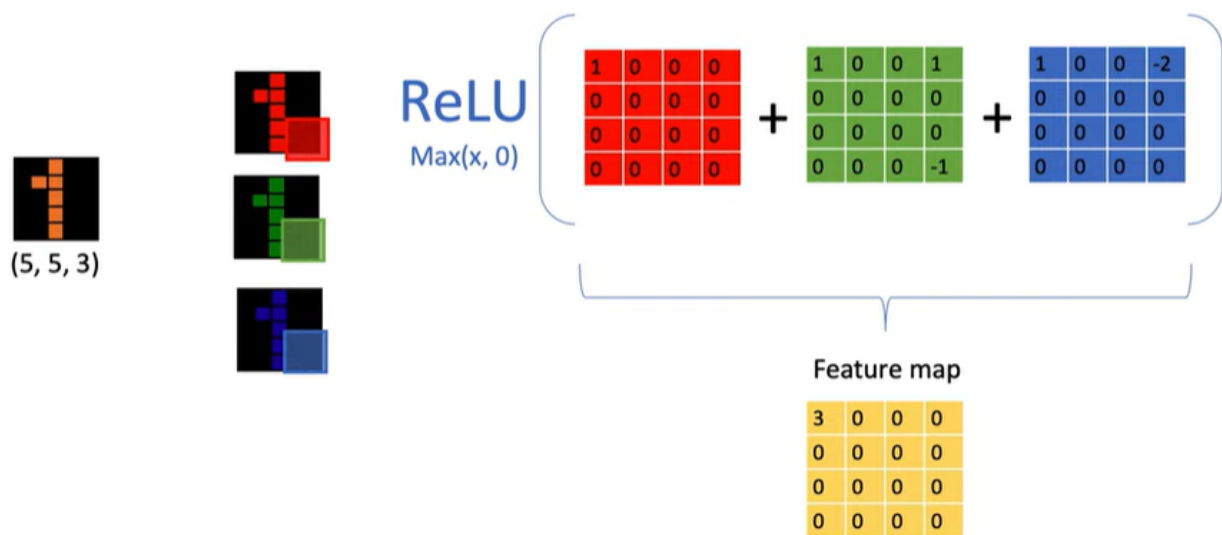 (5, 5, 3)
ReLU
Max(x, 0)
1 0 0 0
0 0 0 0
0 0 0 0
0 0 0 0
+
1 0 0 1
0 0 0 0
0 0 0 0
0 0 0 -1
+
1 0 0 -2
0 0 0 0
0 0 0 0
0 0 0 0
Feature map
3 0 0 0
0 0 0 0
0 0 0 0
0 0 0 0